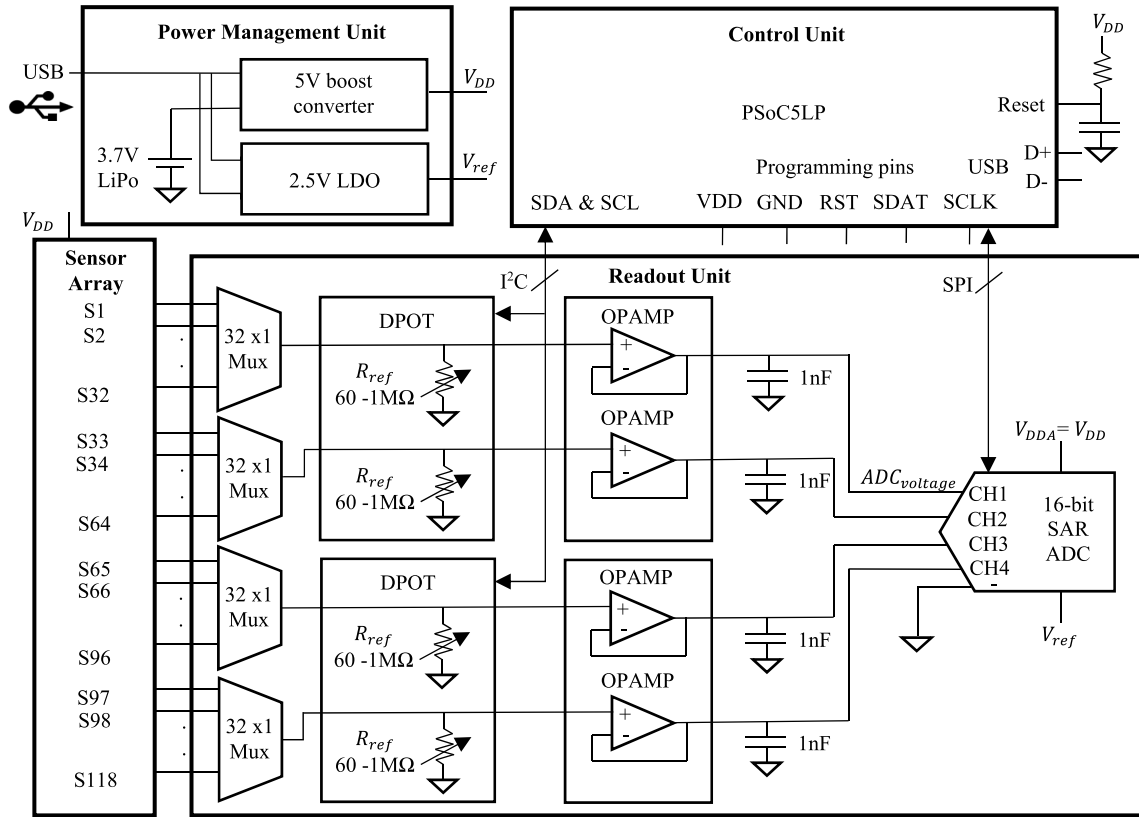 Power Management Unit
USB
5V boost
converter
V_DD
3.7V
LiPo
2.5V LDO
V_ref
Control Unit
PSoC5LP
V_DD
Reset
Programming pins
USB
D+
D-
SDA & SCL
VDD
GND
RST
SDAT
SCLK
V_DD
Sensor
Array
S1
S2
.
.
S32
S33
S34
.
.
S64
S65
S66
.
.
S96
S97
S98
.
.
S118
Readout Unit
I²C
SPI
32 x1
Mux
32 x1
Mux
32 x1
Mux
32 x1
Mux
DPOT
R_ref
60 -1MΩ
R_ref
60 -1MΩ
DPOT
R_ref
60 -1MΩ
R_ref
60 -1MΩ
OPAMP
+
-
OPAMP
+
-
OPAMP
+
-
OPAMP
+
-
1nF
1nF
1nF
1nF
V_DDA= V_DD
ADC_voltage
CH1
CH2
CH3
CH4
-
16-bit
SAR
ADC
V_ref